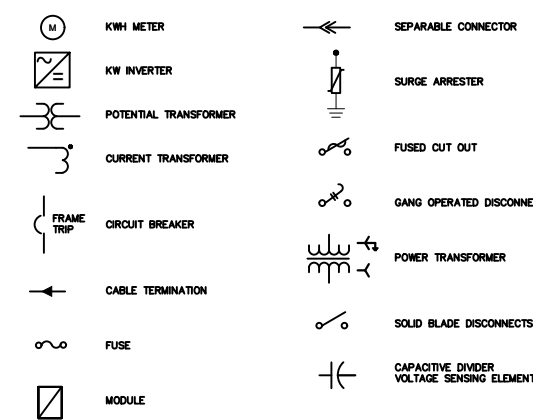 M
KWH METER
KW INVERTER
POTENTIAL TRANSFORMER
CURRENT TRANSFORMER
FRAME
TRIP
CIRCUIT BREAKER
CABLE TERMINATION
FUSE
MODULE
SEPARABLE CONNECTOR
SURGE ARRESTER
FUSED CUT OUT
GANG OPERATED DISCONNE
POWER TRANSFORMER
SOLID BLADE DISCONNECTS
CAPACITIVE DIVIDER
VOLTAGE SENSING ELEMENT